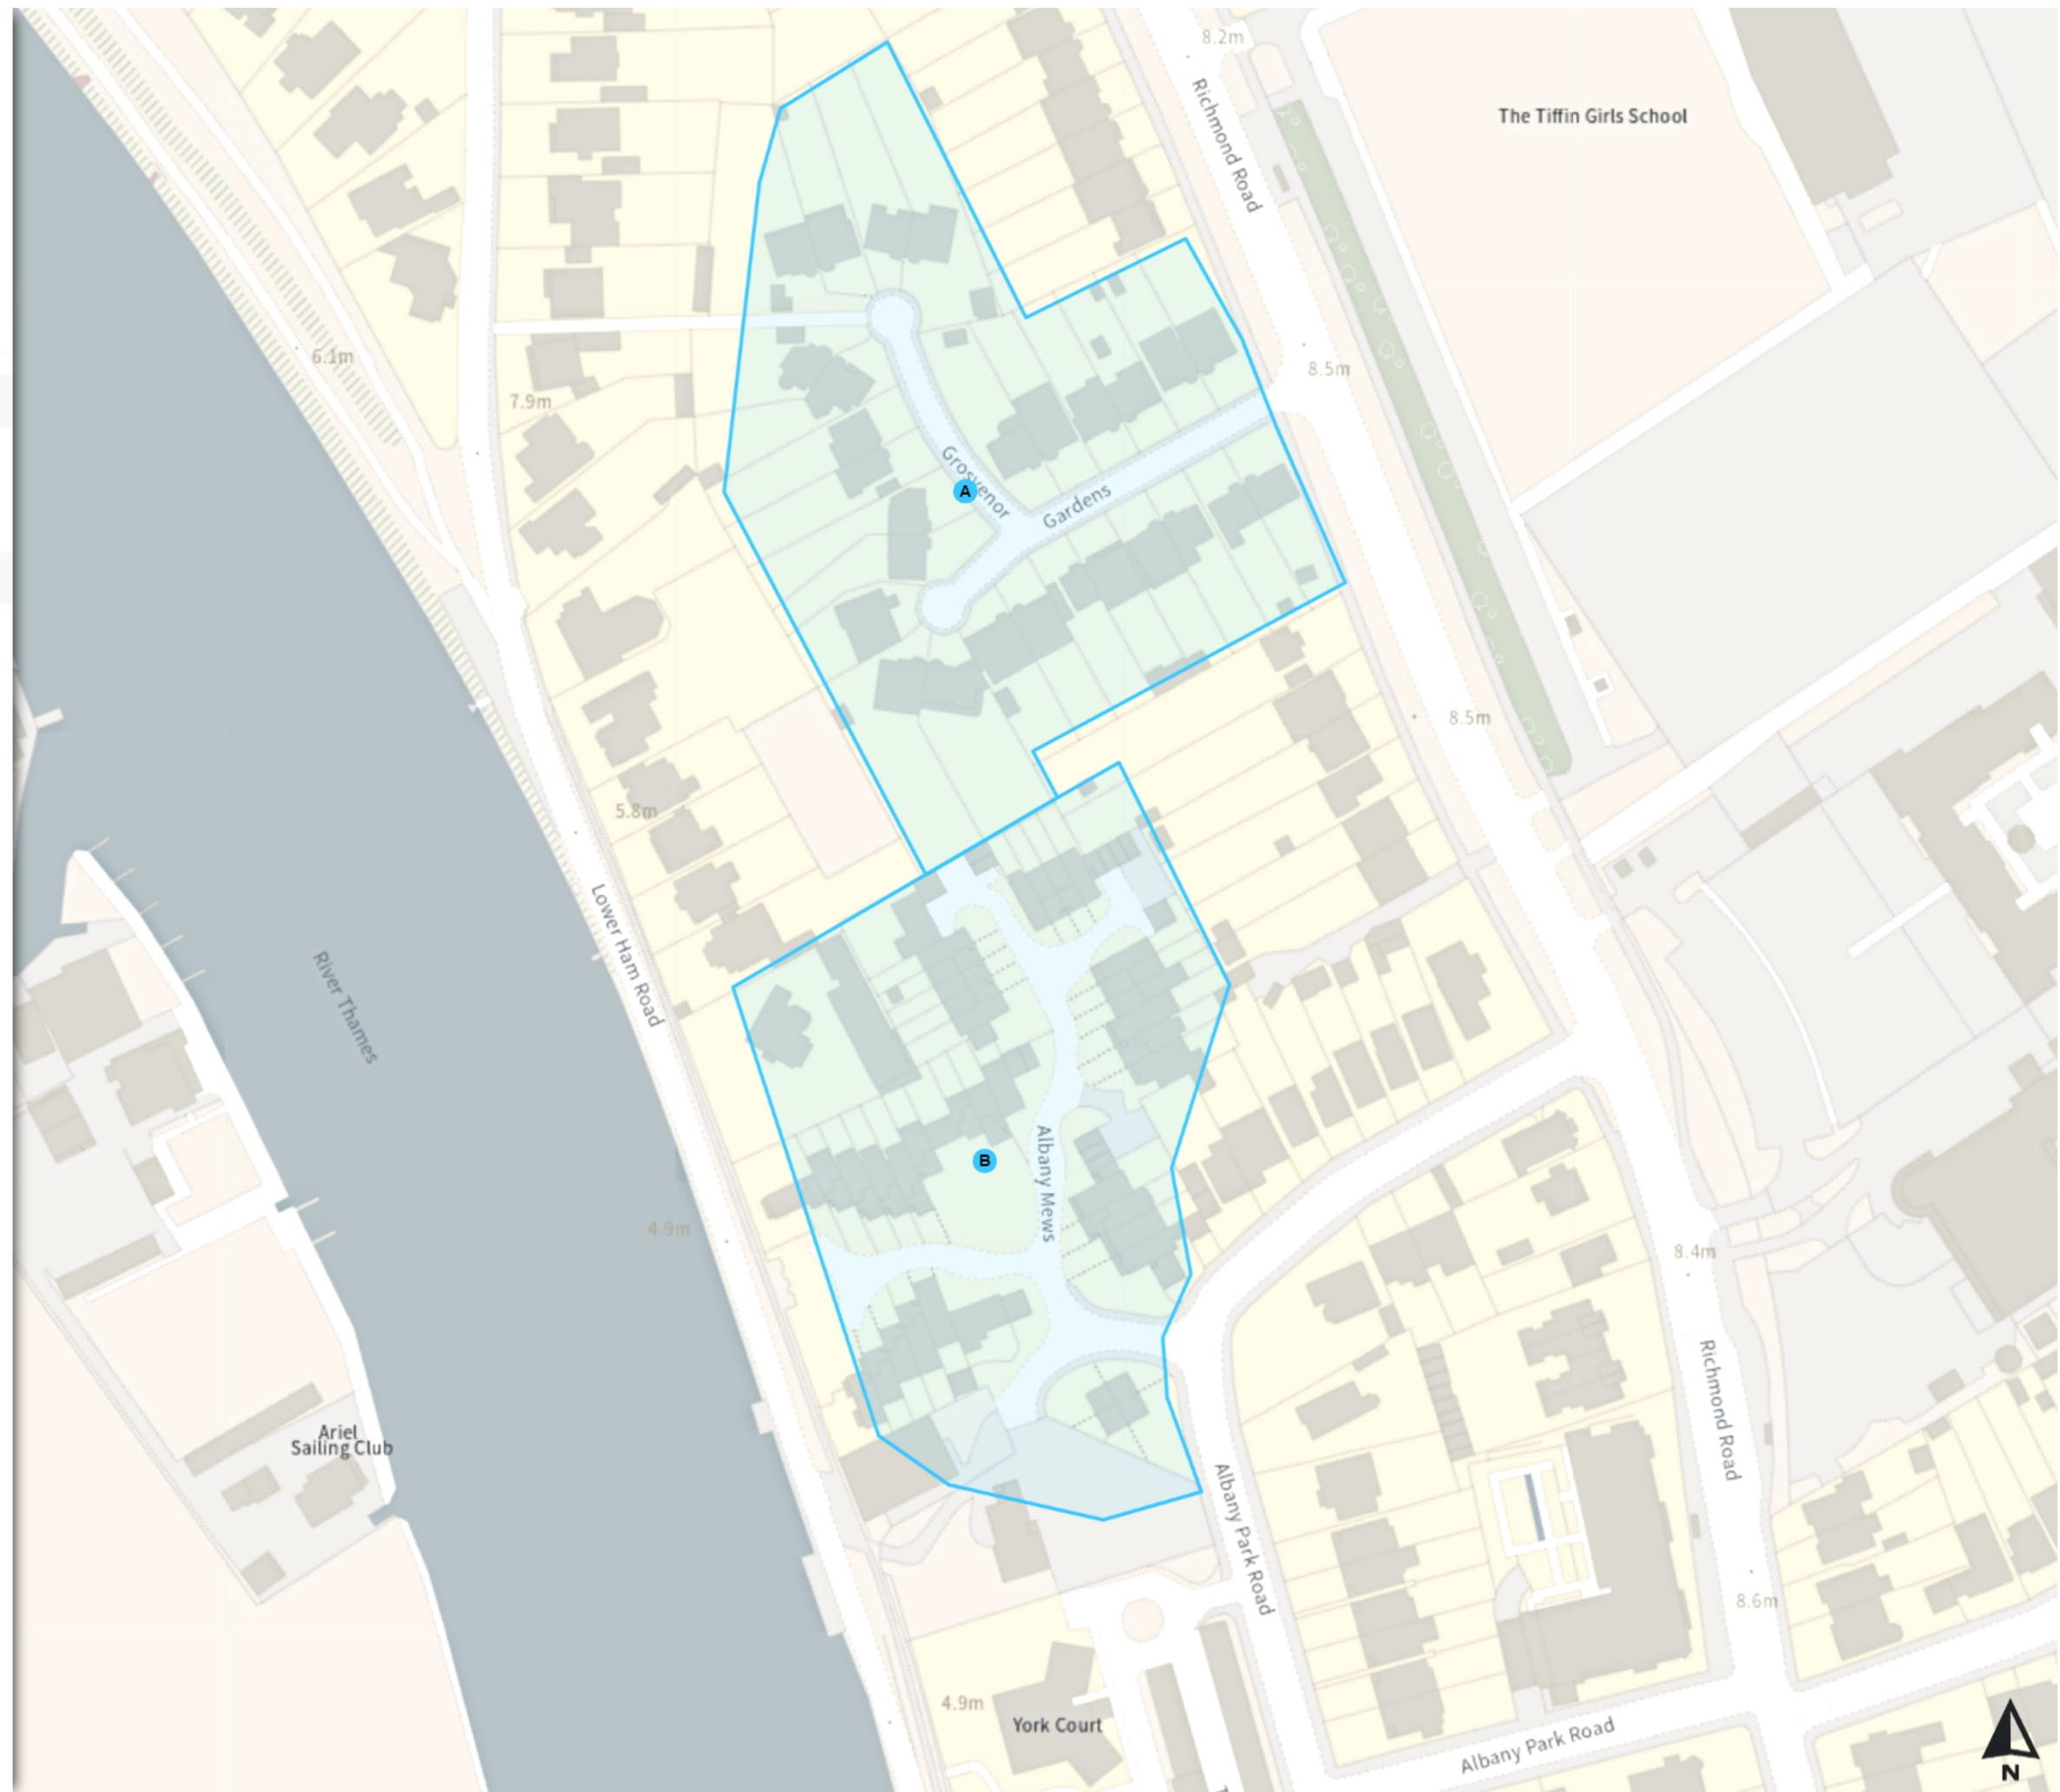 8.2m
Richmond Road
The Tiffin Girls School
6.1m
8.5m
7.9m
Grosvenor
A
Gardens
8.5m
5.8m
Lower Ham Road
River Thames
Albany Mews
B
4.9m
8.4m
Richmond Road
Ariel
Sailing Club
Albany Park Road
8.6m
4.9m
York Court
Albany Park Road
N